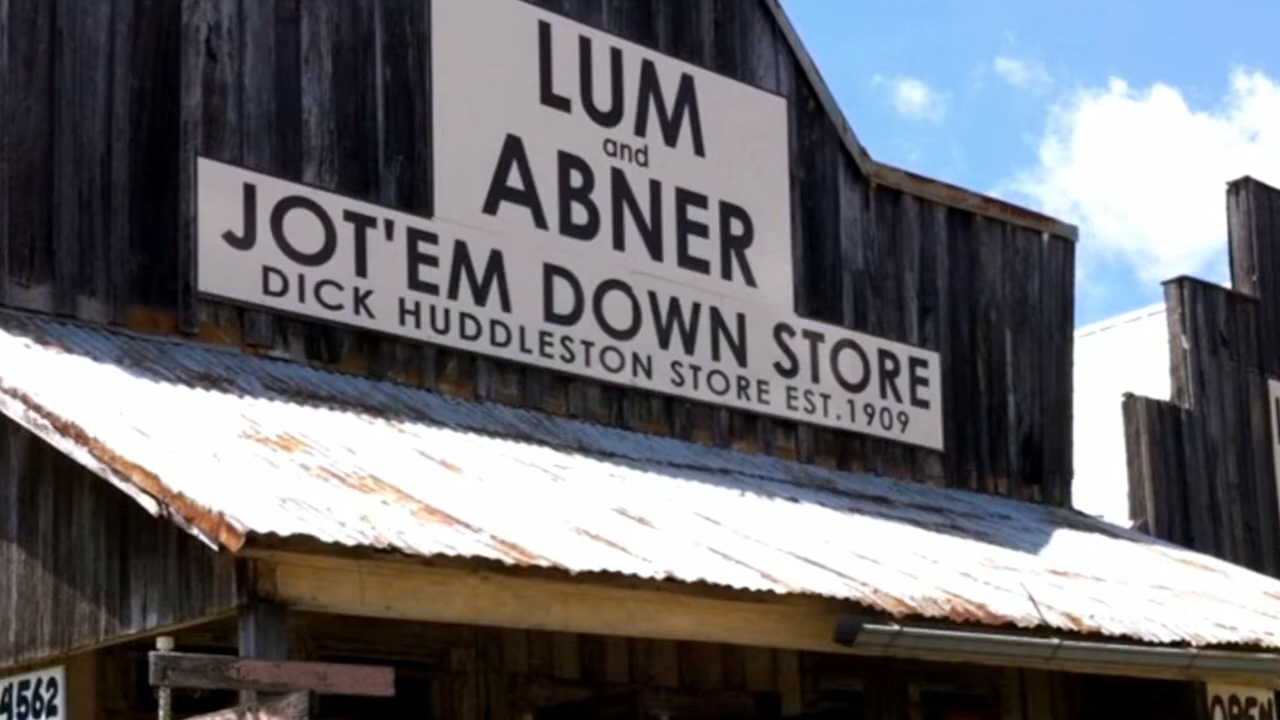 LUM
and
ABNER
JOT'EM DOWN STORE
DICK HUDDLESTON STORE EST.1909
4562
OPEN